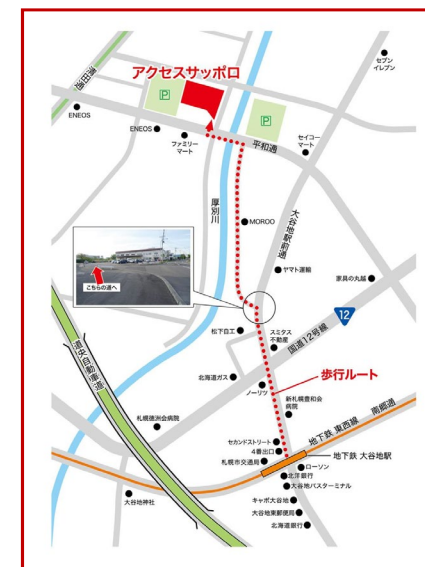 セブン
イレブン
清田通
アクセスサッポロ
P
P
ENEOS
ENEOS
ファミリー
マート
平和通
セイコー
マート
厚別川
MOROO
大谷地駅前通
ヤマト運輸
家具の丸越
こちらの道へ
12
松下自工
スミタス
不動産
国道12号線
道央自動車道
北海道ガス
ノーリツ
歩行ルート
新札幌豊和会
病院
南郷通
札幌徳洲会病院
地下鉄 東西線
セカンドストリート
4番出口
地下鉄 大谷地駅
札幌市交通局
ローソン
北洋銀行
大谷地バスターミナル
大谷地神社
キャポ大谷地
大谷地東郵便局
北海道銀行